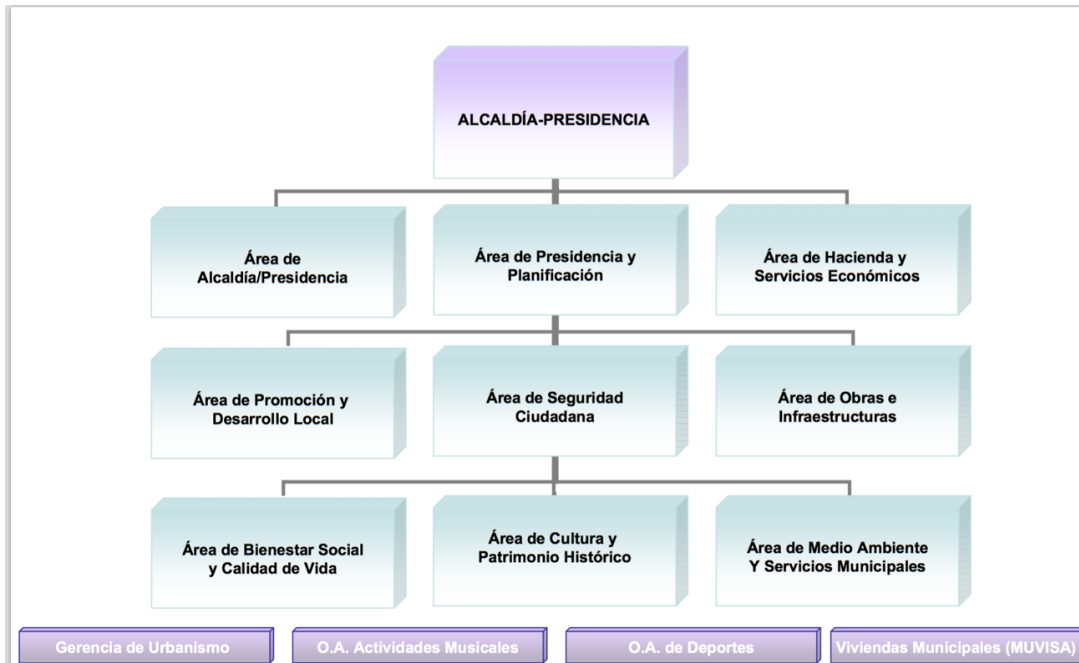 ALCALDÍA-PRESIDENCIA
Área de
Alcaldía/Presidencia
Área de Presidencia y
Planificación
Área de Hacienda y
Servicios Económicos
Área de Promoción y
Desarrollo Local
Área de Seguridad
Ciudadana
Área de Obras e
Infraestructuras
Área de Bienestar Social
y Calidad de Vida
Área de Cultura y
Patrimonio Histórico
Área de Medio Ambiente
Y Servicios Municipales
Gerencia de Urbanismo
O.A. Actividades Musicales
O.A. de Deportes
Viviendas Municipales (MUVISA)